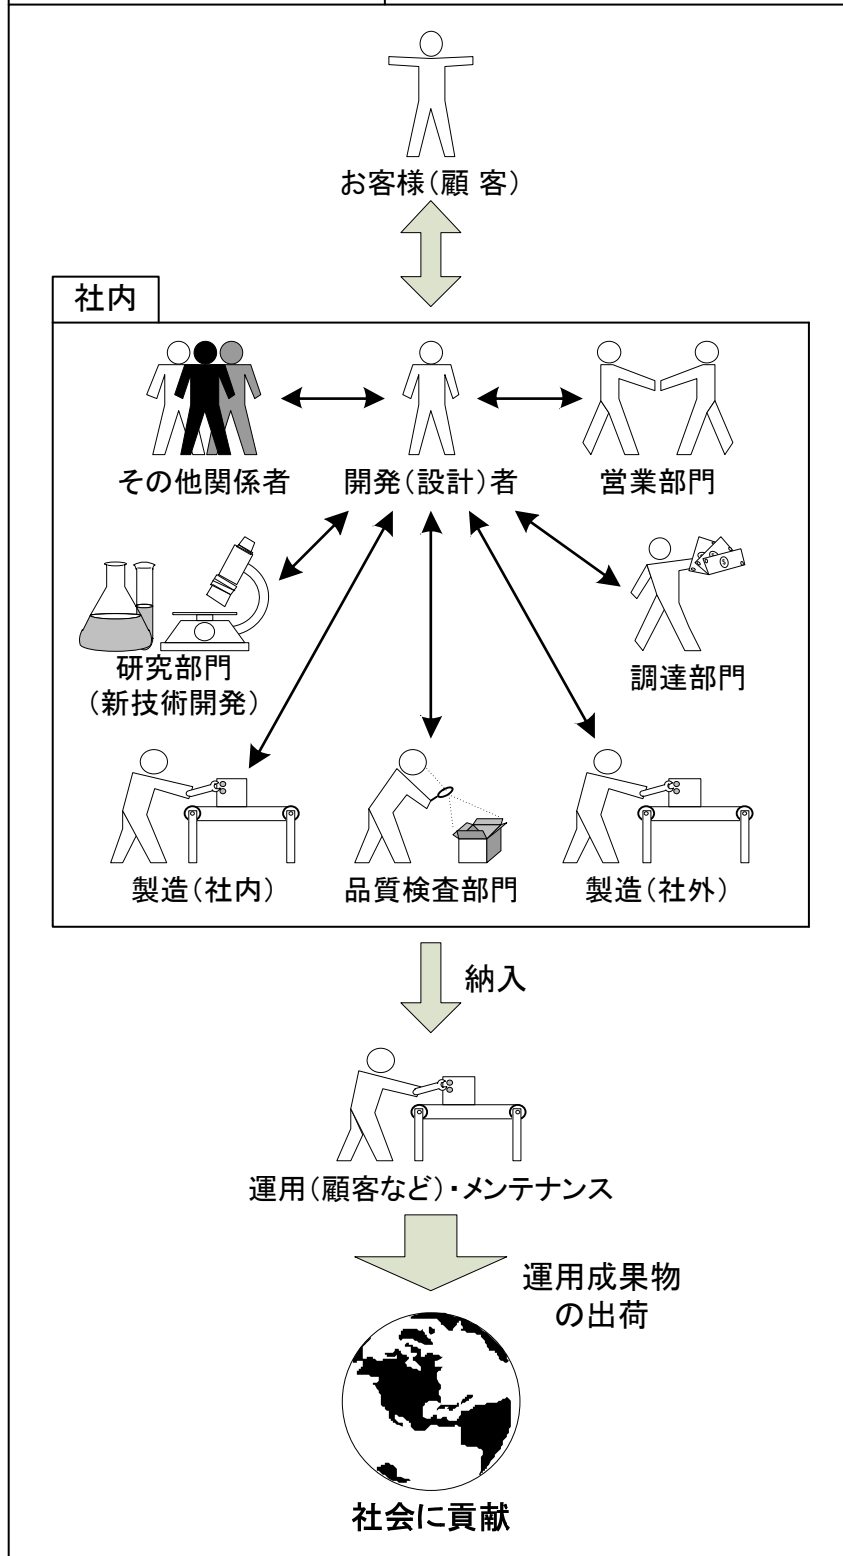 お客様（顧 客）
社内
その他関係者
開発（設計）者
営業部門
研究部門
（新技術開発）
調達部門
製造（社内）
品質検査部門
製造（社外）
納入
運用（顧客など）・メンテナンス
運用成果物
の出荷
社会に貢献